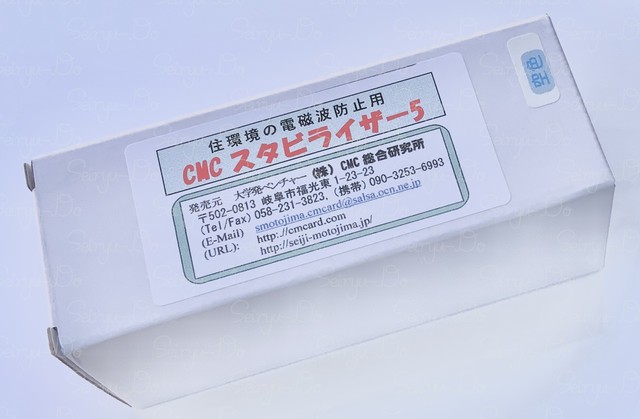 住環境の電磁波防止用
CMC スタビライザー5
発売元 大学発ベンチャー (株) CMC 総合研究所
〒502-0813 岐阜市福光東 1-23-23
(Tel/Fax) 058-231-3823, (携帯) 090-3253-6993
(E-Mail) smotojima.cmcard@salsa.ocn.ne.jp
(URL): http://cmcard.com
http://seiji-motojima.jp/